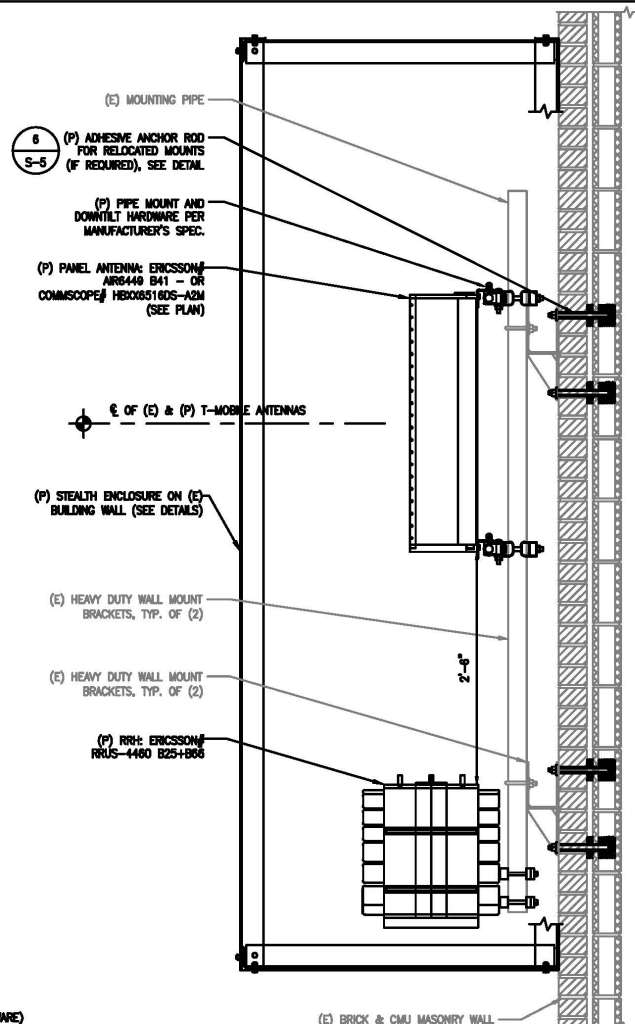 (E) MOUNTING PIPE
6
S-5
(P) ADHESIVE ANCHOR ROD
FOR RELOCATED MOUNTS
(IF REQUIRED), SEE DETAIL
(P) PIPE MOUNT AND
DOWNTILT HARDWARE PER
MANUFACTURER'S SPEC.
(P) PANEL ANTENNA: ERICSSON#
AIR6449 B41 - OR
COMMSCOPE# HBXX6516DS-A2M
(SEE PLAN)
℄ OF (E) & (P) T-MOBILE ANTENNAS
(P) STEALTH ENCLOSURE ON (E)
BUILDING WALL (SEE DETAILS)
(E) HEAVY DUTY WALL MOUNT
BRACKETS, TYP. OF (2)
2'-6"
(E) HEAVY DUTY WALL MOUNT
BRACKETS, TYP. OF (2)
(P) RRH: ERICSSON#
RRUS-4460 B25+B66
(E) BRICK & CMU MASONRY WALL